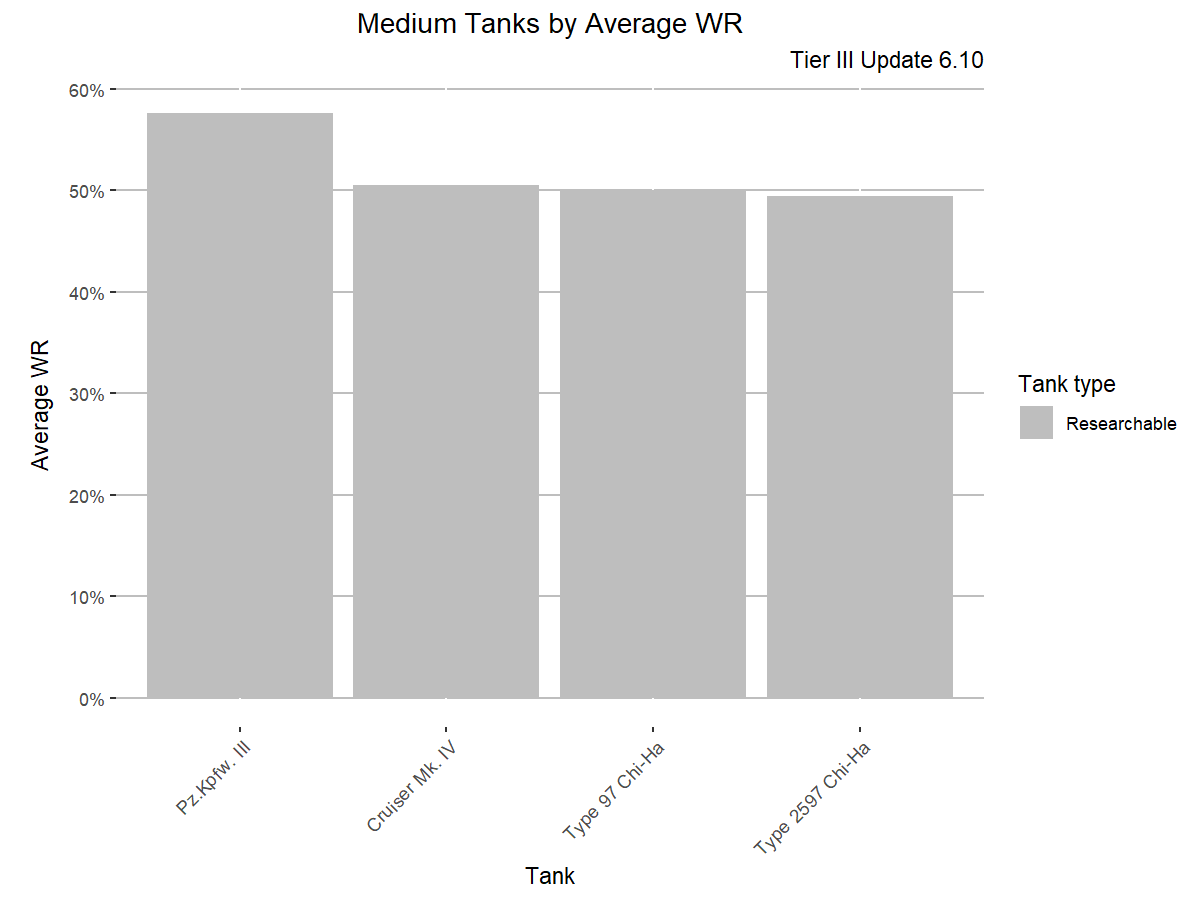 Medium Tanks by Average WR
Tier III Update 6.10
60%
50%
40%
30%
20%
10%
0%
Average WR
Pz.Kpfw. III
Cruiser Mk. IV
Type 97 Chi-Ha
Type 2597 Chi-Ha
Tank
Tank type
Researchable